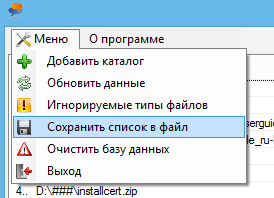 Меню О программе
Добавить каталог
Обновить данные
Игнорируемые типы файлов
Сохранить список в файл
Очистить базу данных
Выход
4.. D:\###\installcert.zip